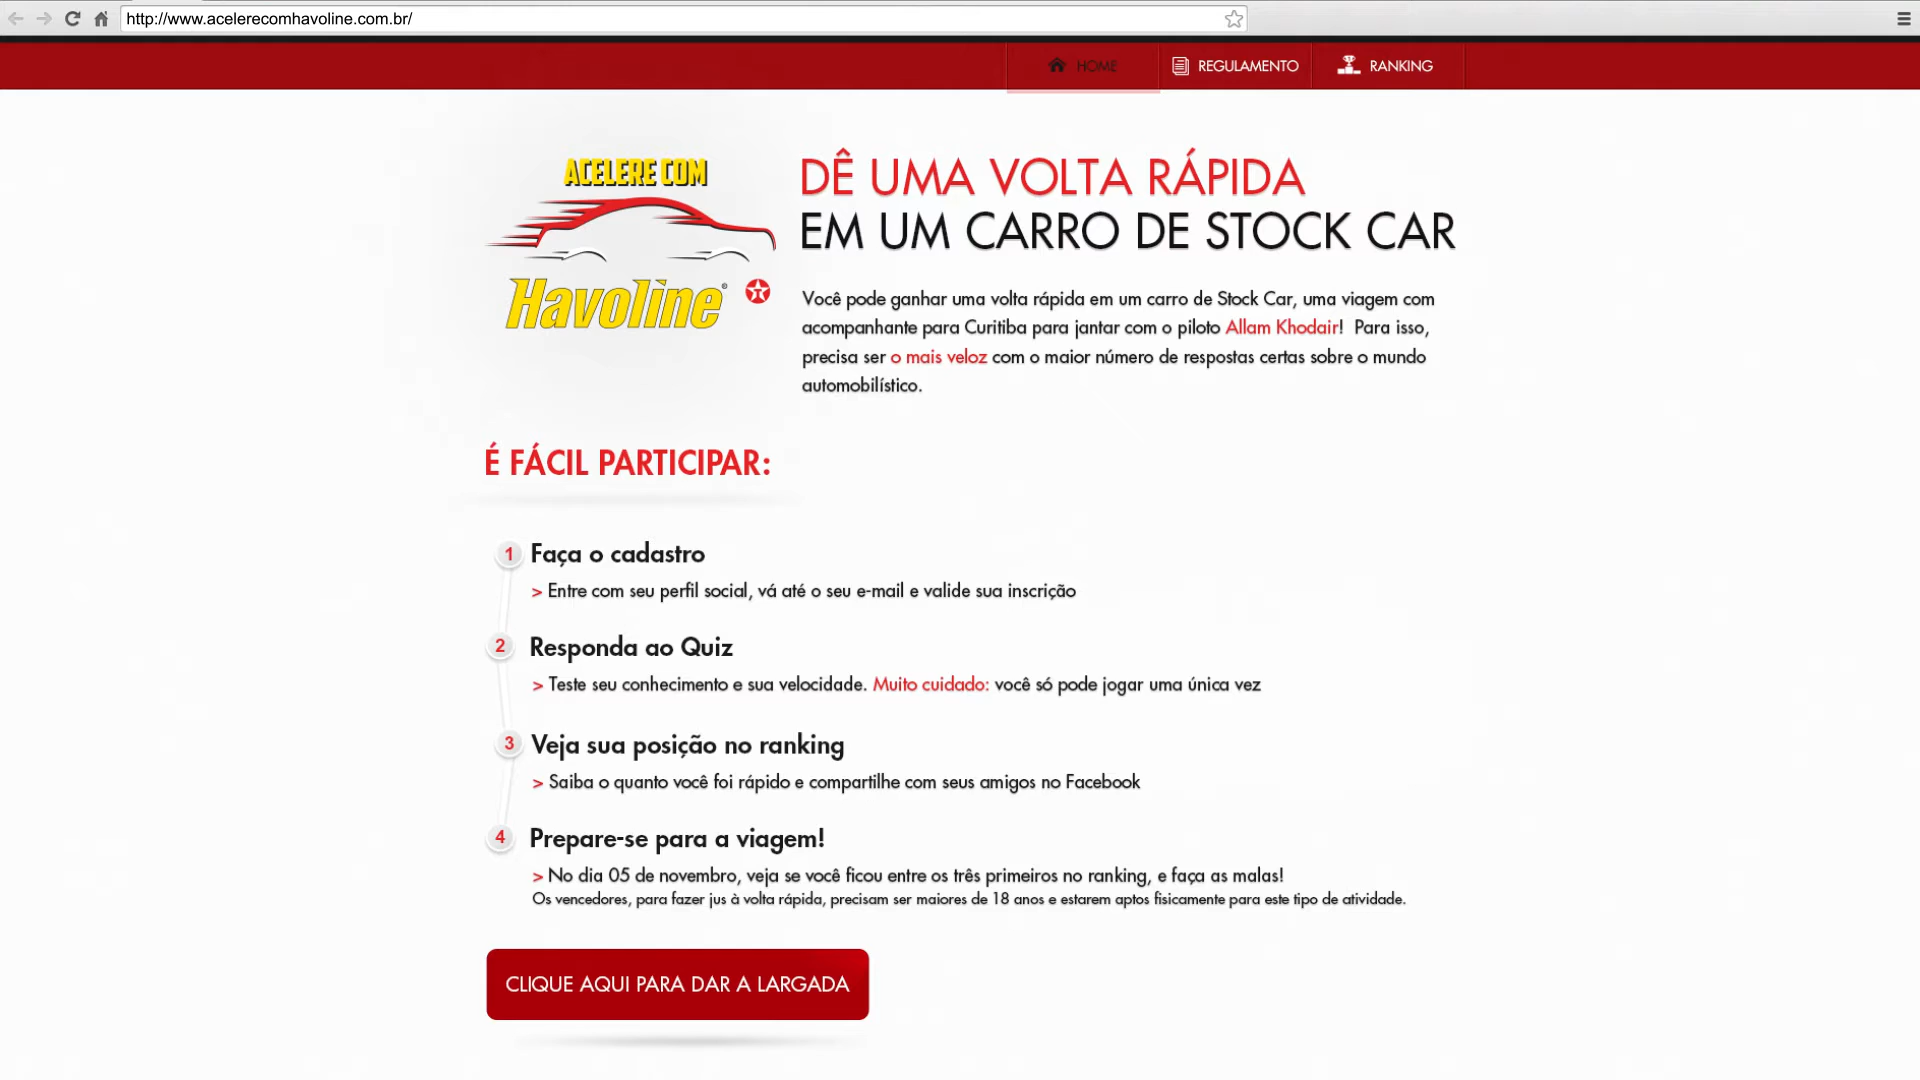 http://www.acelerecomhavoline.com.br/
HOME
REGULAMENTO
RANKING
ACELERE COM
Havoline®
DÊ UMA VOLTA RÁPIDA
EM UM CARRO DE STOCK CAR
Você pode ganhar uma volta rápida em um carro de Stock Car, uma viagem com
acompanhante para Curitiba para jantar com o piloto Allam Khodair! Para isso,
precisa ser o mais veloz com o maior número de respostas certas sobre o mundo
automobilístico.
É FÁCIL PARTICIPAR:
1 Faça o cadastro
> Entre com seu perfil social, vá até o seu e-mail e valide sua inscrição
2 Responda ao Quiz
> Teste seu conhecimento e sua velocidade. Muito cuidado: você só pode jogar uma única vez
3 Veja sua posição no ranking
> Saiba o quanto você foi rápido e compartilhe com seus amigos no Facebook
4 Prepare-se para a viagem!
> No dia 05 de novembro, veja se você ficou entre os três primeiros no ranking, e faça as malas!
Os vencedores, para fazer jus à volta rápida, precisam ser maiores de 18 anos e estarem aptos fisicamente para este tipo de atividade.
CLIQUE AQUI PARA DAR A LARGADA